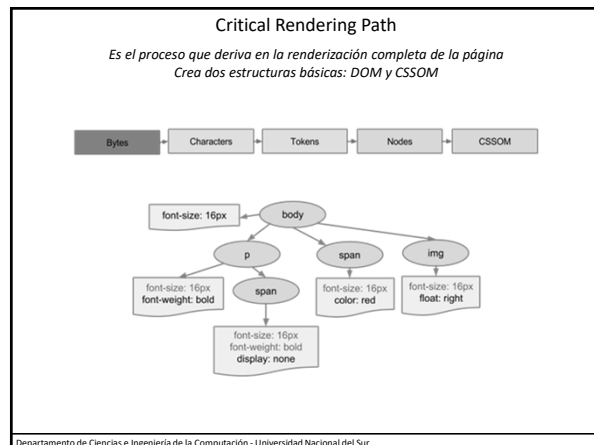 Critical Rendering Path
Es el proceso que deriva en la renderización completa de la página
Crea dos estructuras básicas: DOM y CSSOM
Bytes
Characters
Tokens
Nodes
CSSOM
font-size: 16px
body
p
span
img
font-size: 16px
font-weight: bold
span
font-size: 16px
color: red
font-size: 16px
float: right
font-size: 16px
font-weight: bold
display: none
Departamento de Ciencias e Ingeniería de la Computación - Universidad Nacional del Sur